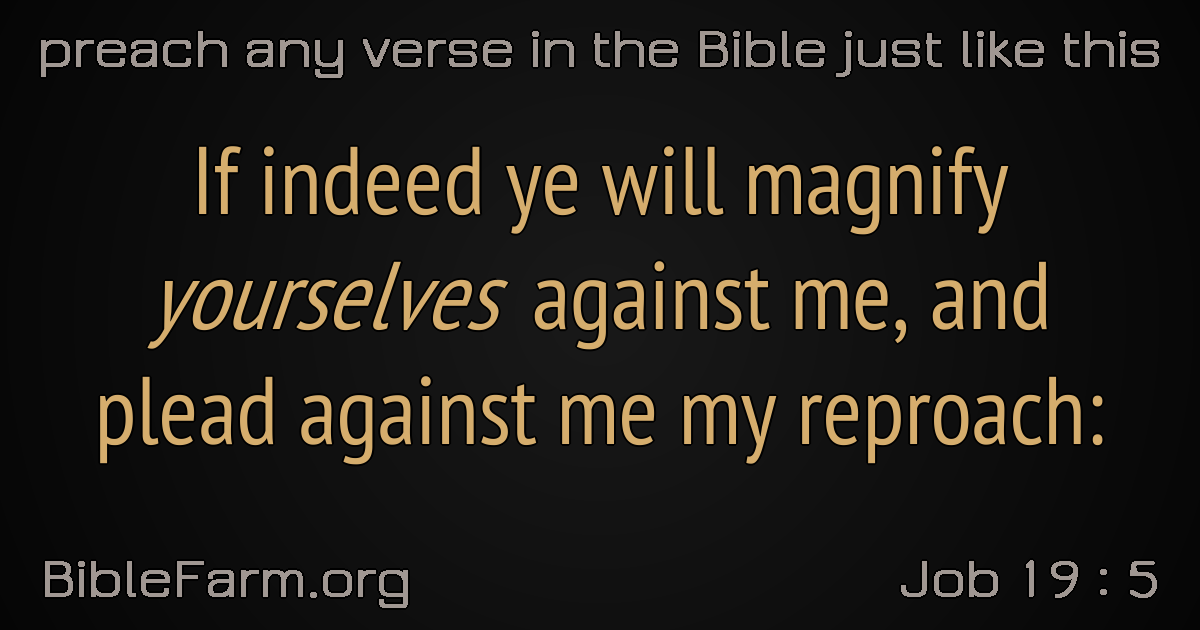 preach any verse in the Bible just like this
If indeed ye will magnify
yourselves against me, and
plead against me my reproach:
BibleFarm.org
Job 19 : 5